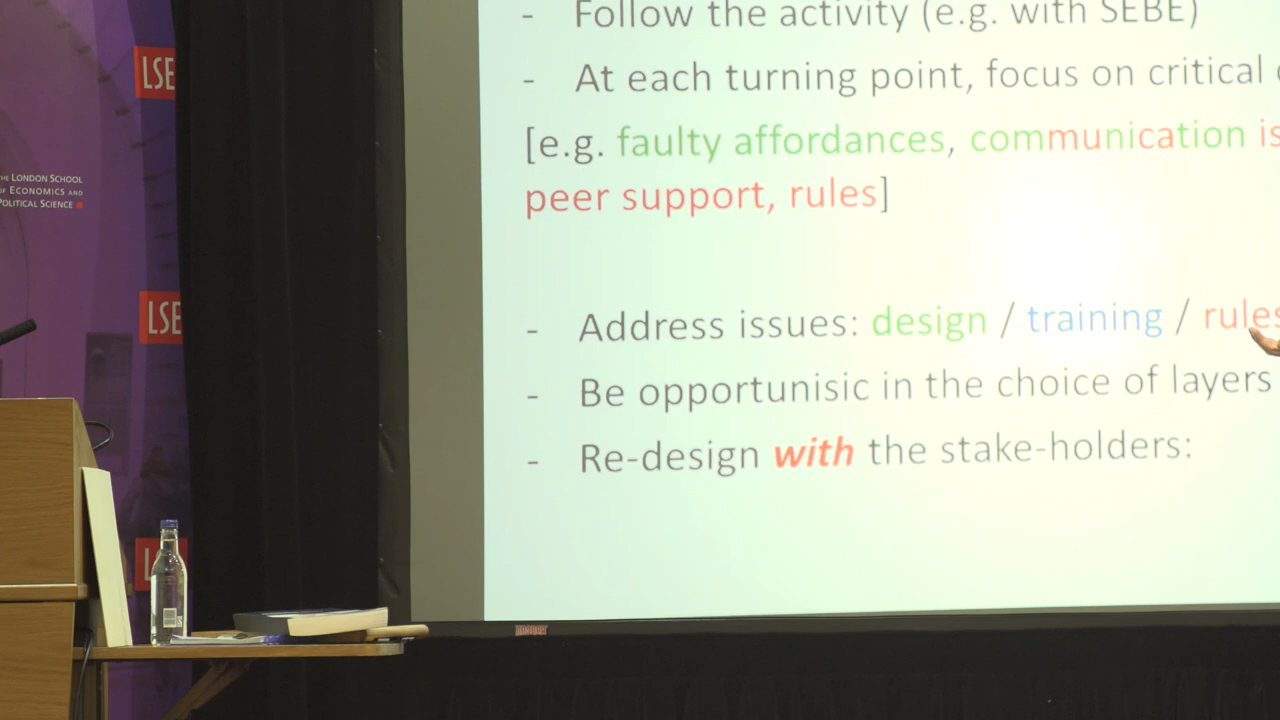 LSE
THE LONDON SCHOOL
OF ECONOMICS AND
POLITICAL SCIENCE
LSE
- Follow the activity (e.g. with SEBE)
- At each turning point, focus on critical
[e.g. faulty affordances, communication is
peer support, rules]
- Address issues: design / training / rules
- Be opportunisic in the choice of layers
- Re-design with the stake-holders: